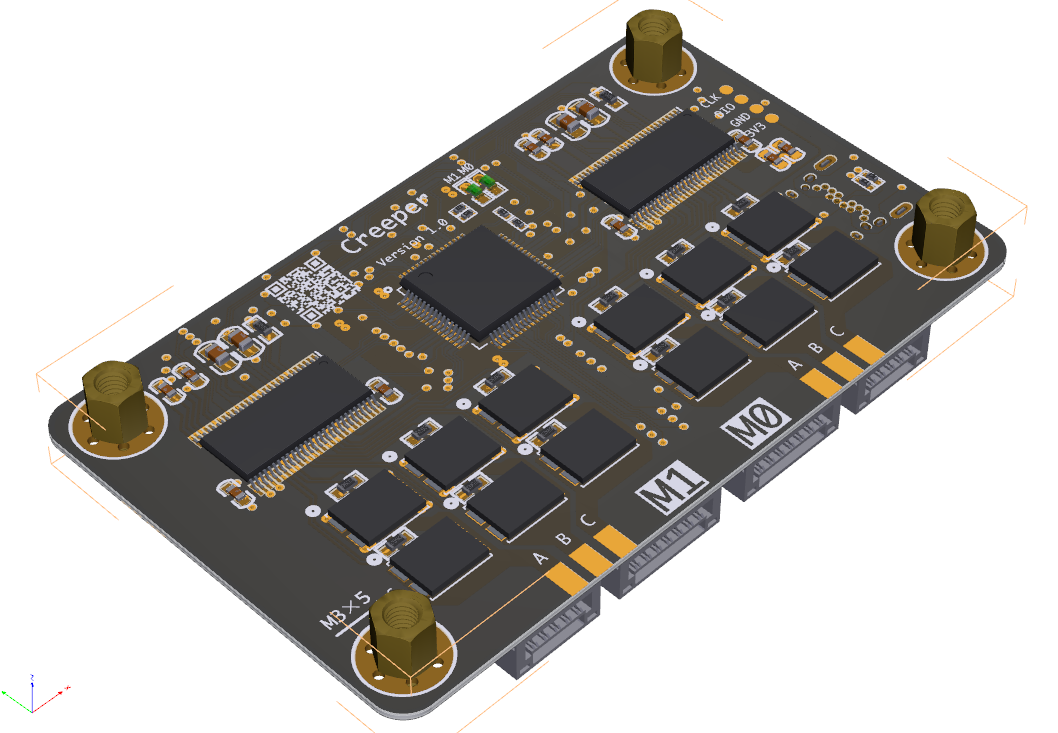 CLK
DIO
GND
3V3
M1 M0
Creeper
Version 1.0
A B C
M0
M1
A B C
M3×5
z
x